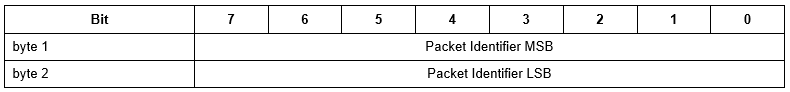 Bit 7 6 5 4 3 2 1 0
byte 1 Packet Identifier MSB
byte 2 Packet Identifier LSB